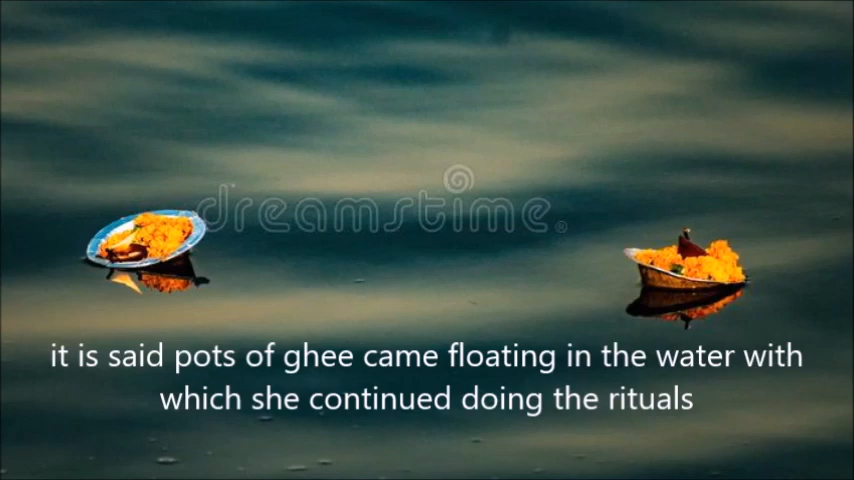 dreamstime.
it is said pots of ghee came floating in the water with
which she continued doing the rituals